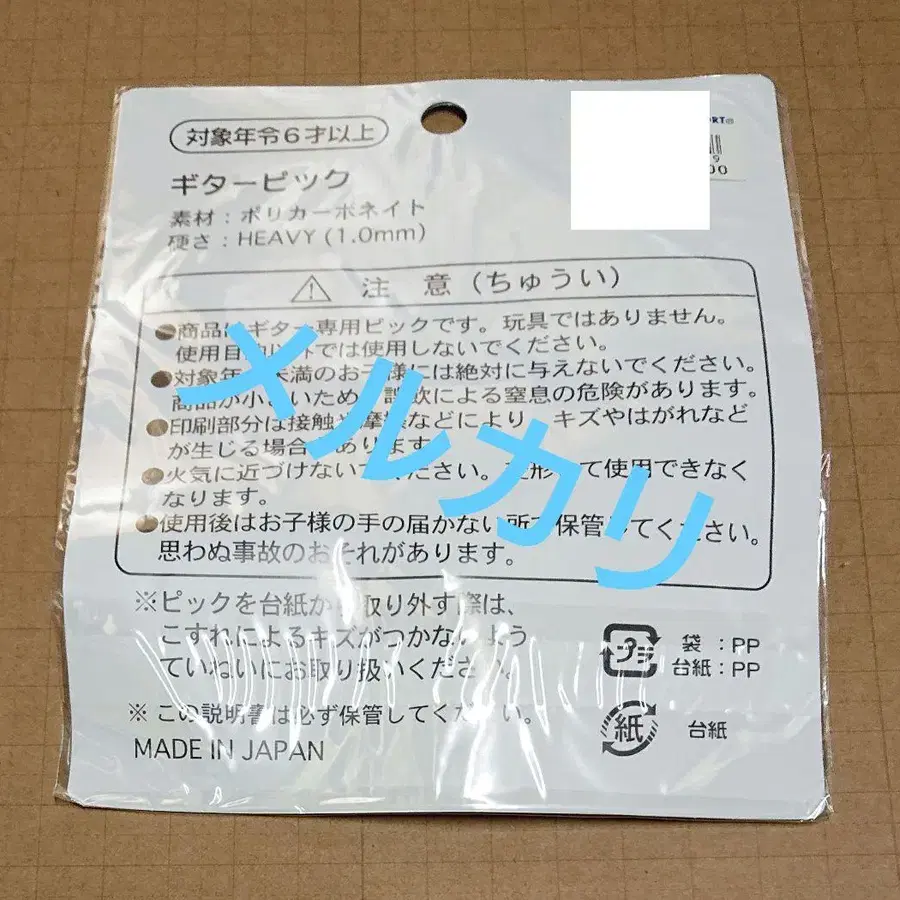 対象年令6才以上
ORT®
9
00
ギターピック
素材:ポリカーボネイト
硬さ:HEAVY (1.0mm)
注 意 (ちゅうい)
●商品はギター専用ピックです。玩具ではありません。
使用目的以外では使用しないでください。
●対象年 未満のお子様には絶対に与えないでください。
商品が小さいため、誤飲による窒息の危険があります。
●印刷部分は接触や摩擦などにより、キズやはがれなど
が生じる場合があります。
●火気に近づけないでください。変形して使用できなく
なります。
●使用後はお子様の手の届かない所で保管してください。
思わぬ事故のおそれがあります。
メルカリ
※ピックを台紙から取り外す際は、
こすれによるキズがつかないよう
ていねいにお取り扱いください。
※この説明書は必ず保管してください。
MADE IN JAPAN
プラ
袋 : PP
台紙 : PP
紙
台紙